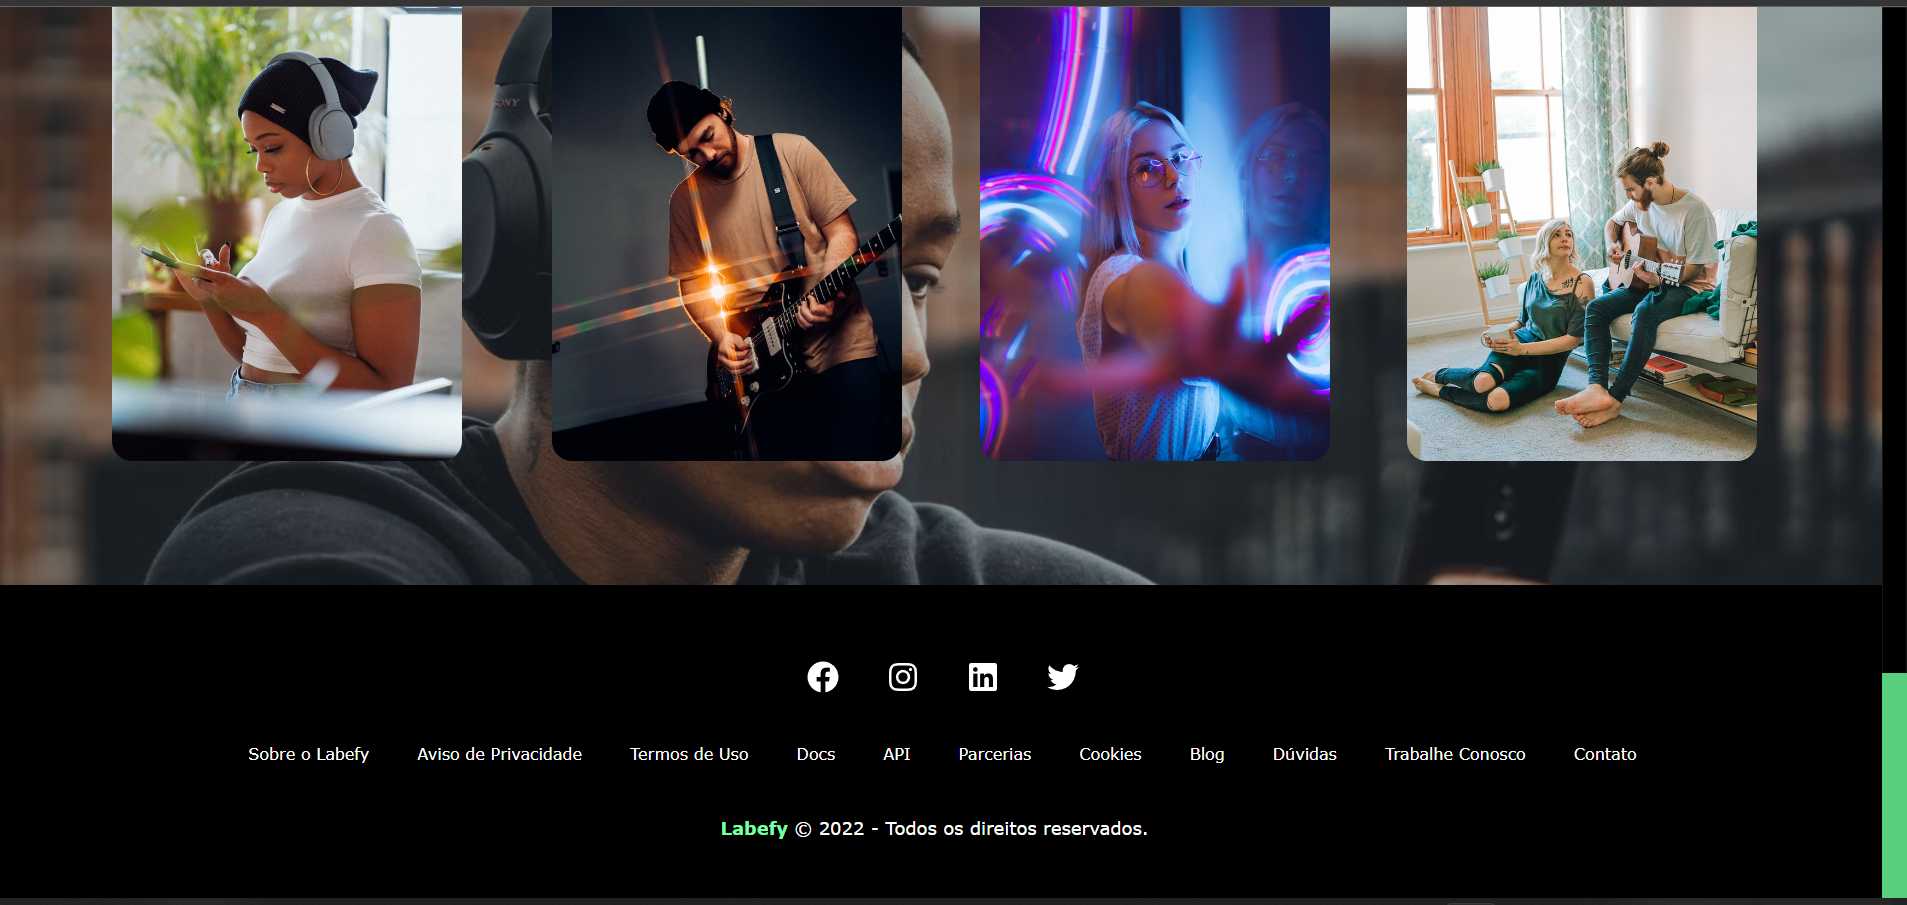 SONY
Sobre o Labefy Aviso de Privacidade Termos de Uso Docs API Parcerias Cookies Blog Dúvidas Trabalhe Conosco Contato
Labefy © 2022 - Todos os direitos reservados.